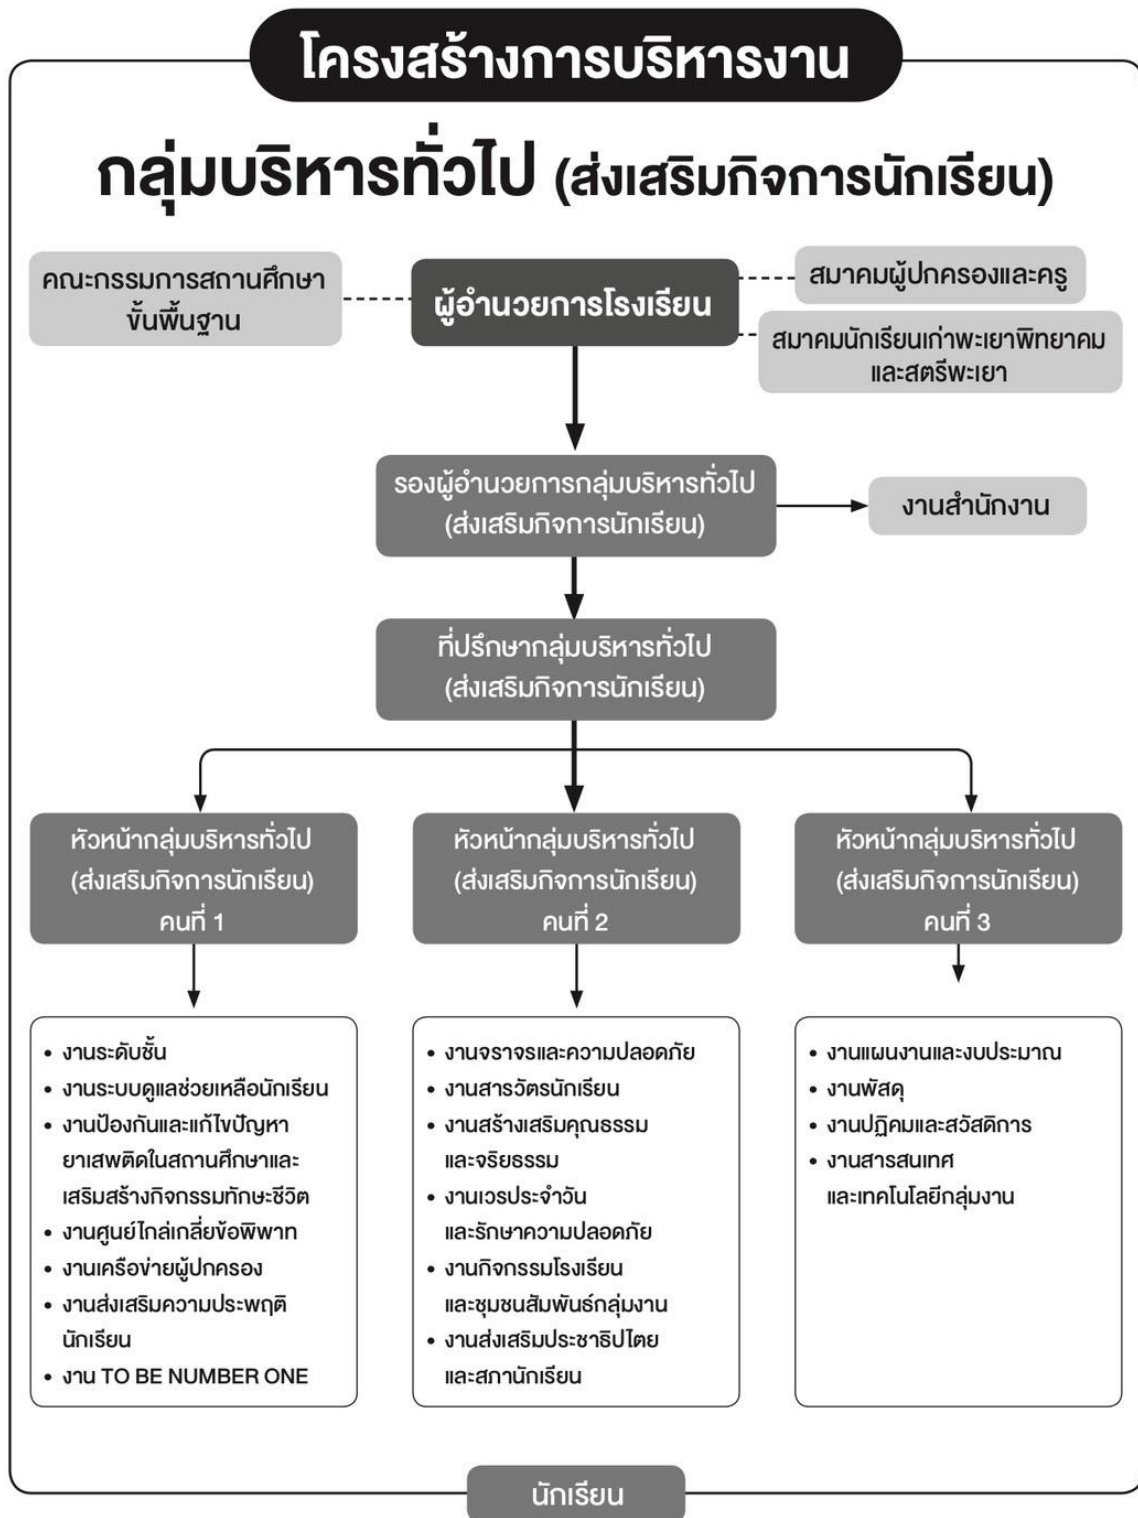 โครงสร้างการบริหารงาน
กลุ่มบริหารทั่วไป (ส่งเสริมกิจการนักเรียน)
คณะกรรมการสถานศึกษา
ขั้นพื้นฐาน
ผู้อำนวยการโรงเรียน
สมาคมผู้ปกครองและครู
สมาคมนักเรียนเก่าพะเยาพิทยาคม
และสตรีพะเยา
รองผู้อำนวยการกลุ่มบริหารทั่วไป
(ส่งเสริมกิจการนักเรียน)
งานสำนักงาน
ที่ปรึกษากลุ่มบริหารทั่วไป
(ส่งเสริมกิจการนักเรียน)
หัวหน้ากลุ่มบริหารทั่วไป
(ส่งเสริมกิจการนักเรียน)
คนที่ 1
หัวหน้ากลุ่มบริหารทั่วไป
(ส่งเสริมกิจการนักเรียน)
คนที่ 2
หัวหน้ากลุ่มบริหารทั่วไป
(ส่งเสริมกิจการนักเรียน)
คนที่ 3
• งานระดับชั้น
• งานระบบดูแลช่วยเหลือนักเรียน
• งานป้องกันและแก้ไขปัญหา
ยาเสพติดในสถานศึกษาและ
เสริมสร้างกิจกรรมทักษะชีวิต
• งานศูนย์ไกล่เกลี่ยข้อพิพาท
• งานเครือข่ายผู้ปกครอง
• งานส่งเสริมความประพฤติ
นักเรียน
• งาน TO BE NUMBER ONE
• งานจราจรและความปลอดภัย
• งานสารวัตรนักเรียน
• งานสร้างเสริมคุณธรรม
และจริยธรรม
• งานเวรประจำวัน
และรักษาความปลอดภัย
• งานกิจกรรมโรงเรียน
และชุมชนสัมพันธ์กลุ่มงาน
• งานส่งเสริมประชาธิปไตย
และสภานักเรียน
• งานแผนงานและงบประมาณ
• งานพัสดุ
• งานปฏิคมและสวัสดิการ
• งานสารสนเทศ
และเทคโนโลยีกลุ่มงาน
นักเรียน